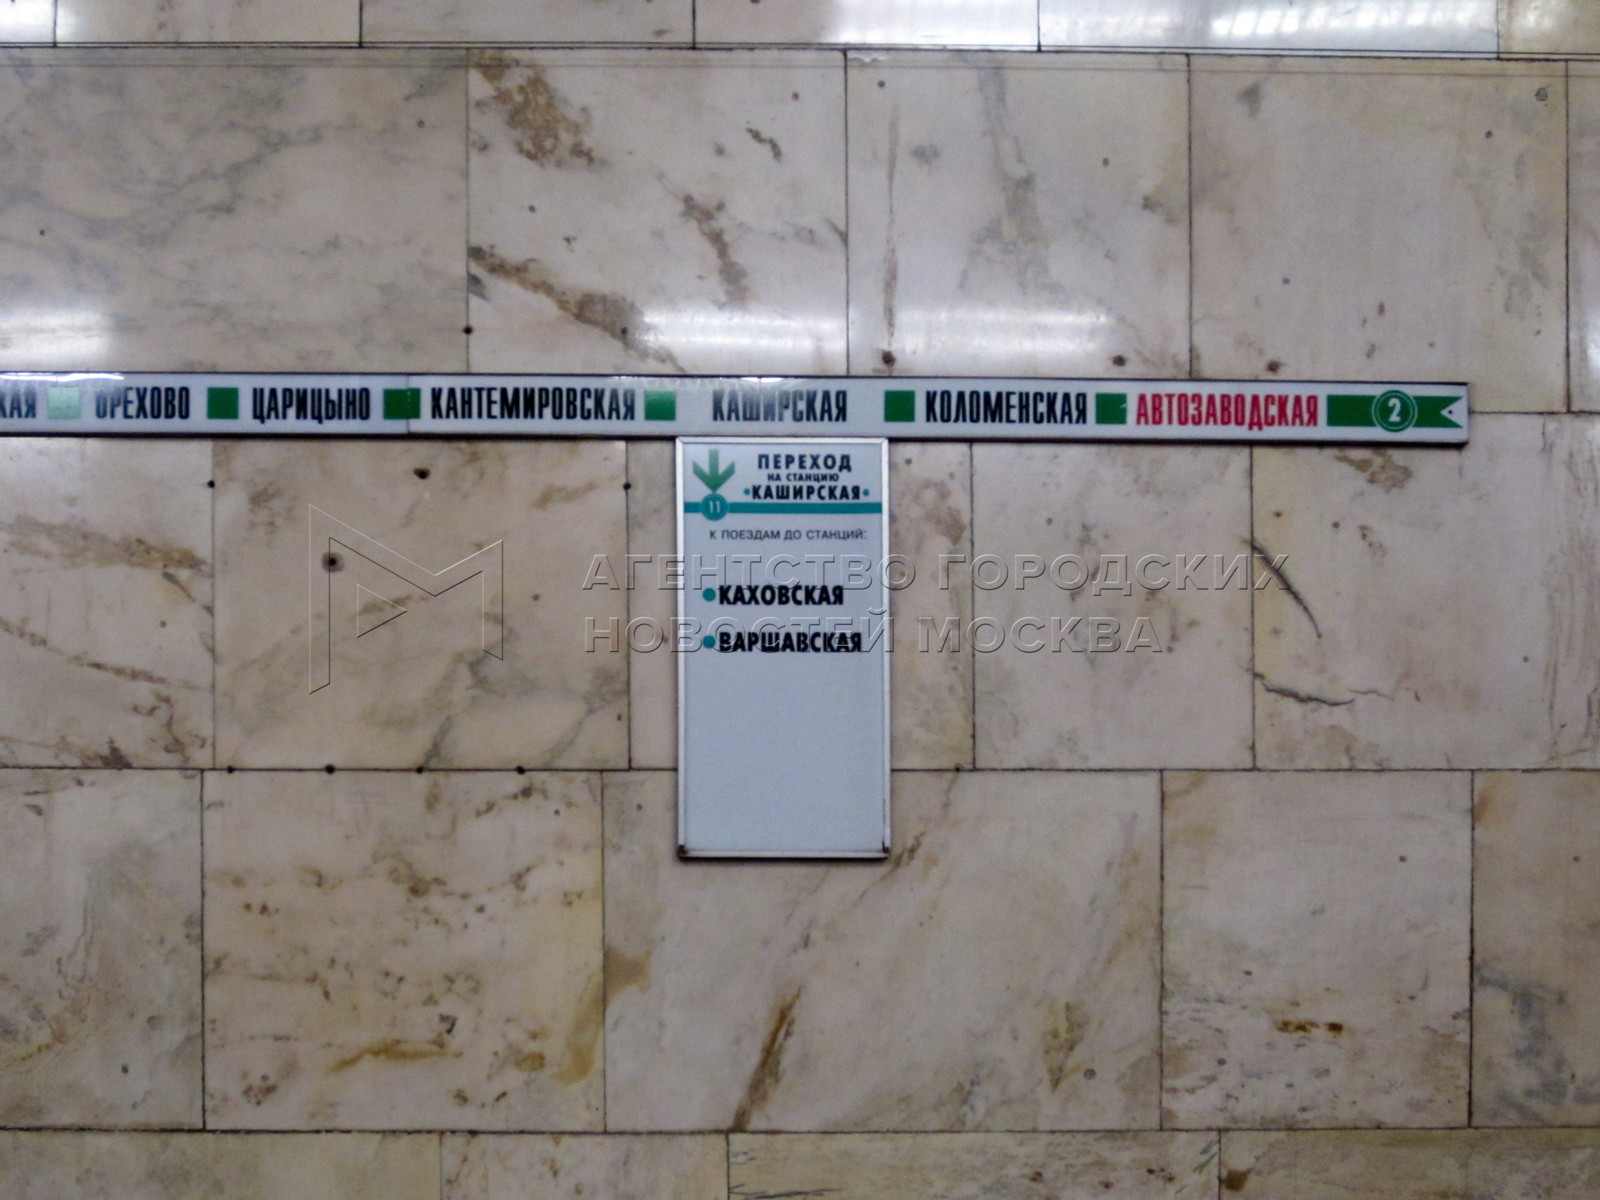 КАЯ ОРЕХОВО ЦАРИЦЫНО КАНТЕМИРОВСКАЯ КАШИРСКАЯ КОЛОМЕНСКАЯ АВТОЗАВОДСКАЯ 2
ПЕРЕХОД
НА СТАНЦИЮ
•КАШИРСКАЯ•
11
К ПОЕЗДАМ ДО СТАНЦИЙ:
•КАХОВСКАЯ
•ВАРШАВСКАЯ
АГЕНТСТВО ГОРОДСКИХ
НОВОСТЕЙ МОСКВА